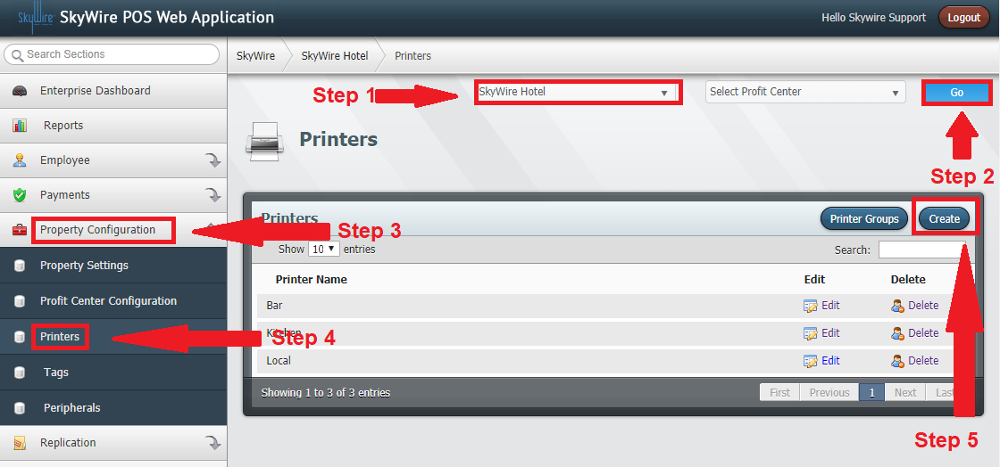 SkyWire SkyWire POS Web Application
Hello Skywire Support Logout
Search Sections
SkyWire SkyWire Hotel Printers
Enterprise Dashboard
Reports
Employee
Payments
Property Configuration
Property Settings
Profit Center Configuration
Printers
Tags
Peripherals
Replication
Step 1
SkyWire Hotel Select Profit Center Go
Printers
Step 2
Printers Printer Groups Create
Step 3
Show 10 entries Search:
Printer Name Edit Delete
Bar Edit Delete
Kitchen Edit Delete
Step 4
Local Edit Delete
Showing 1 to 3 of 3 entries First Previous 1 Next Last
Step 5